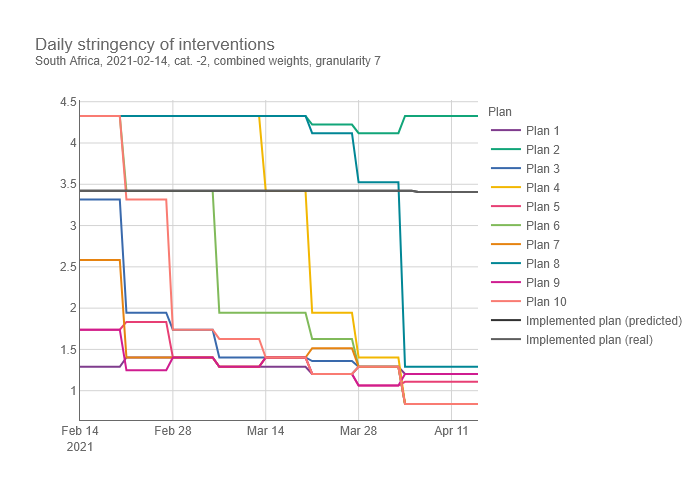 Daily stringency of interventions
South Africa, 2021-02-14, cat. -2, combined weights, granularity 7
4.5
4
3.5
3
2.5
2
1.5
1
Feb 14
2021
Feb 28
Mar 14
Mar 28
Apr 11
Plan
Plan 1
Plan 2
Plan 3
Plan 4
Plan 5
Plan 6
Plan 7
Plan 8
Plan 9
Plan 10
Implemented plan (predicted)
Implemented plan (real)